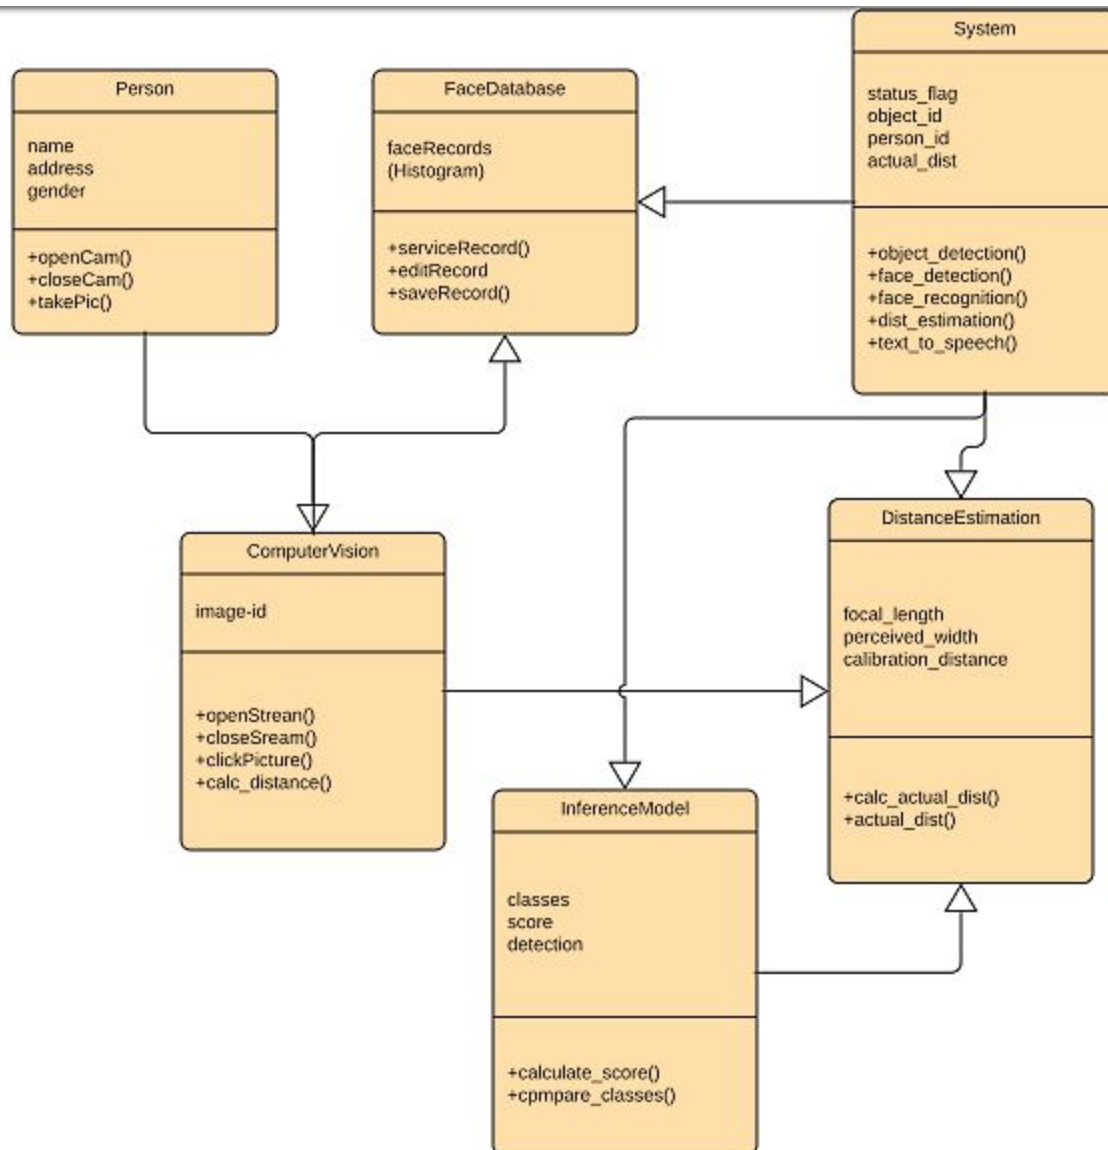 Person
name
address
gender
+openCam()
+closeCam()
+takePic()
FaceDatabase
faceRecords
(Histogram)
+serviceRecord()
+editRecord
+saveRecord()
System
status_flag
object_id
person_id
actual_dist
+object_detection()
+face_detection()
+face_recognition()
+dist_estimation()
+text_to_speech()
ComputerVision
image-id
+openStrean()
+closeSream()
+clickPicture()
+calc_distance()
DistanceEstimation
focal_length
perceived_width
calibration_distance
+calc_actual_dist()
+actual_dist()
InferenceModel
classes
score
detection
+calculate_score()
+cpmpare_classes()